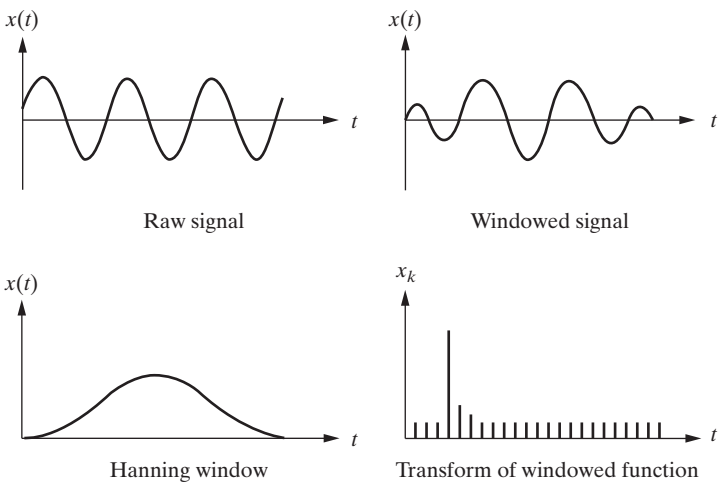 x(t)
t
Raw signal
x(t)
t
Windowed signal
x(t)
t
Hanning window
x_k
t
Transform of windowed function